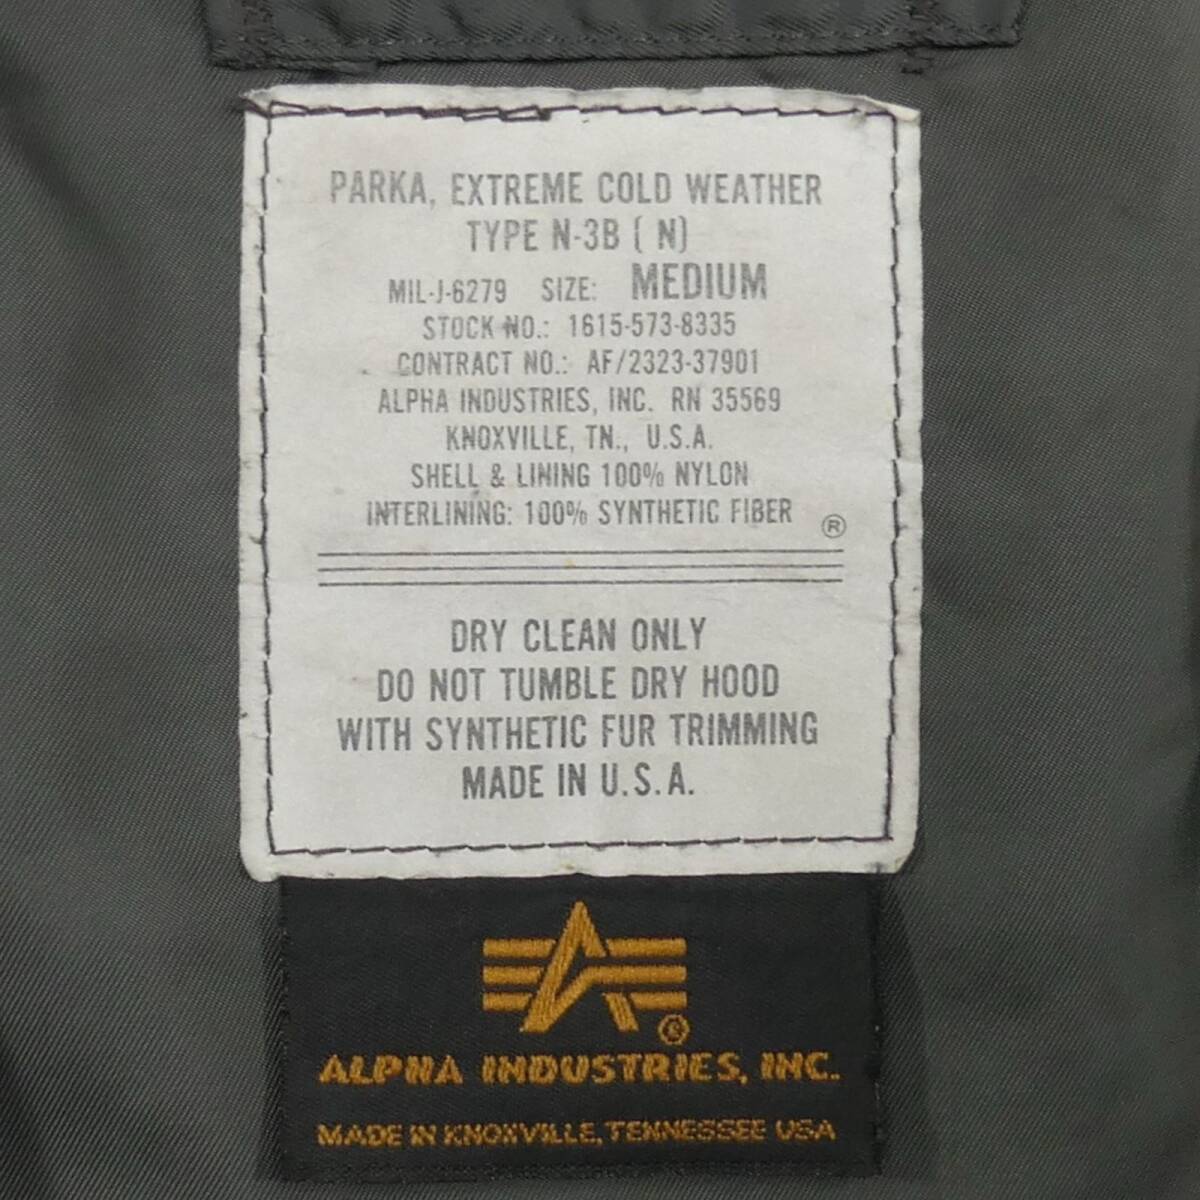 PARKA, EXTREME COLD WEATHER
TYPE N-3B ( N)
MIL-J-6279 SIZE: MEDIUM
STOCK NO.: 1615-573-8335
CONTRACT NO.: AF/2323-37901
ALPHA INDUSTRIES, INC. RN 35569
KNOXVILLE, TN., U.S.A.
SHELL & LINING 100% NYLON
INTERLINING: 100% SYNTHETIC FIBER ®
DRY CLEAN ONLY
DO NOT TUMBLE DRY HOOD
WITH SYNTHETIC FUR TRIMMING
MADE IN U.S.A.
ALPHA INDUSTRIES, INC.
MADE IN KNOXVILLE, TENNESSEE USA